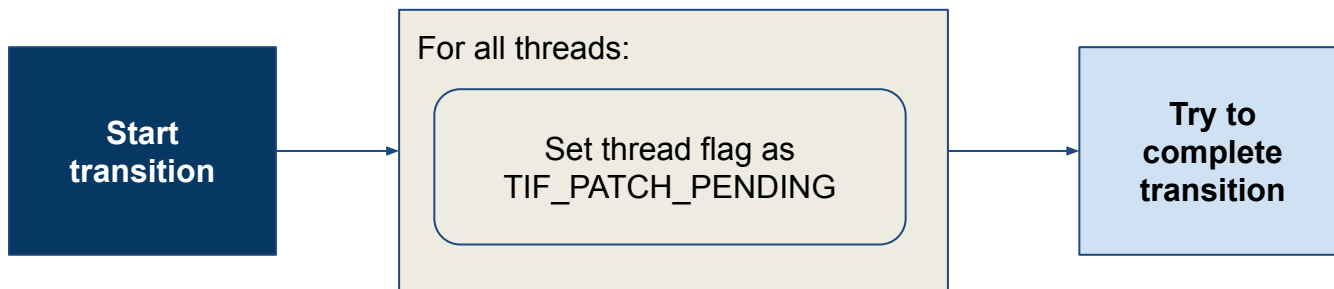 Start
transition
For all threads:
Set thread flag as
TIF_PATCH_PENDING
Try to
complete
transition